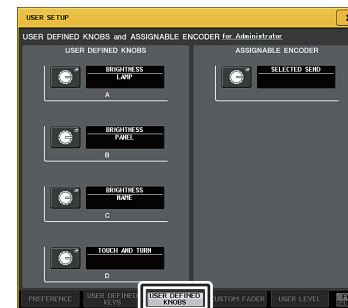 USER SETUP
USER DEFINED KNOBS and ASSIGNABLE ENCODER for Administrator
USER DEFINED KNOBS
BRIGHTNESS
LAMP
A
BRIGHTNESS
PANEL
B
BRIGHTNESS
NAME
C
TOUCH AND TURN
D
ASSIGNABLE ENCODER
SELECTED SEND
PREFERENCE
USER DEFINED
KEYS
USER DEFINED
KNOBS
CUSTOM FADER
USER LEVEL